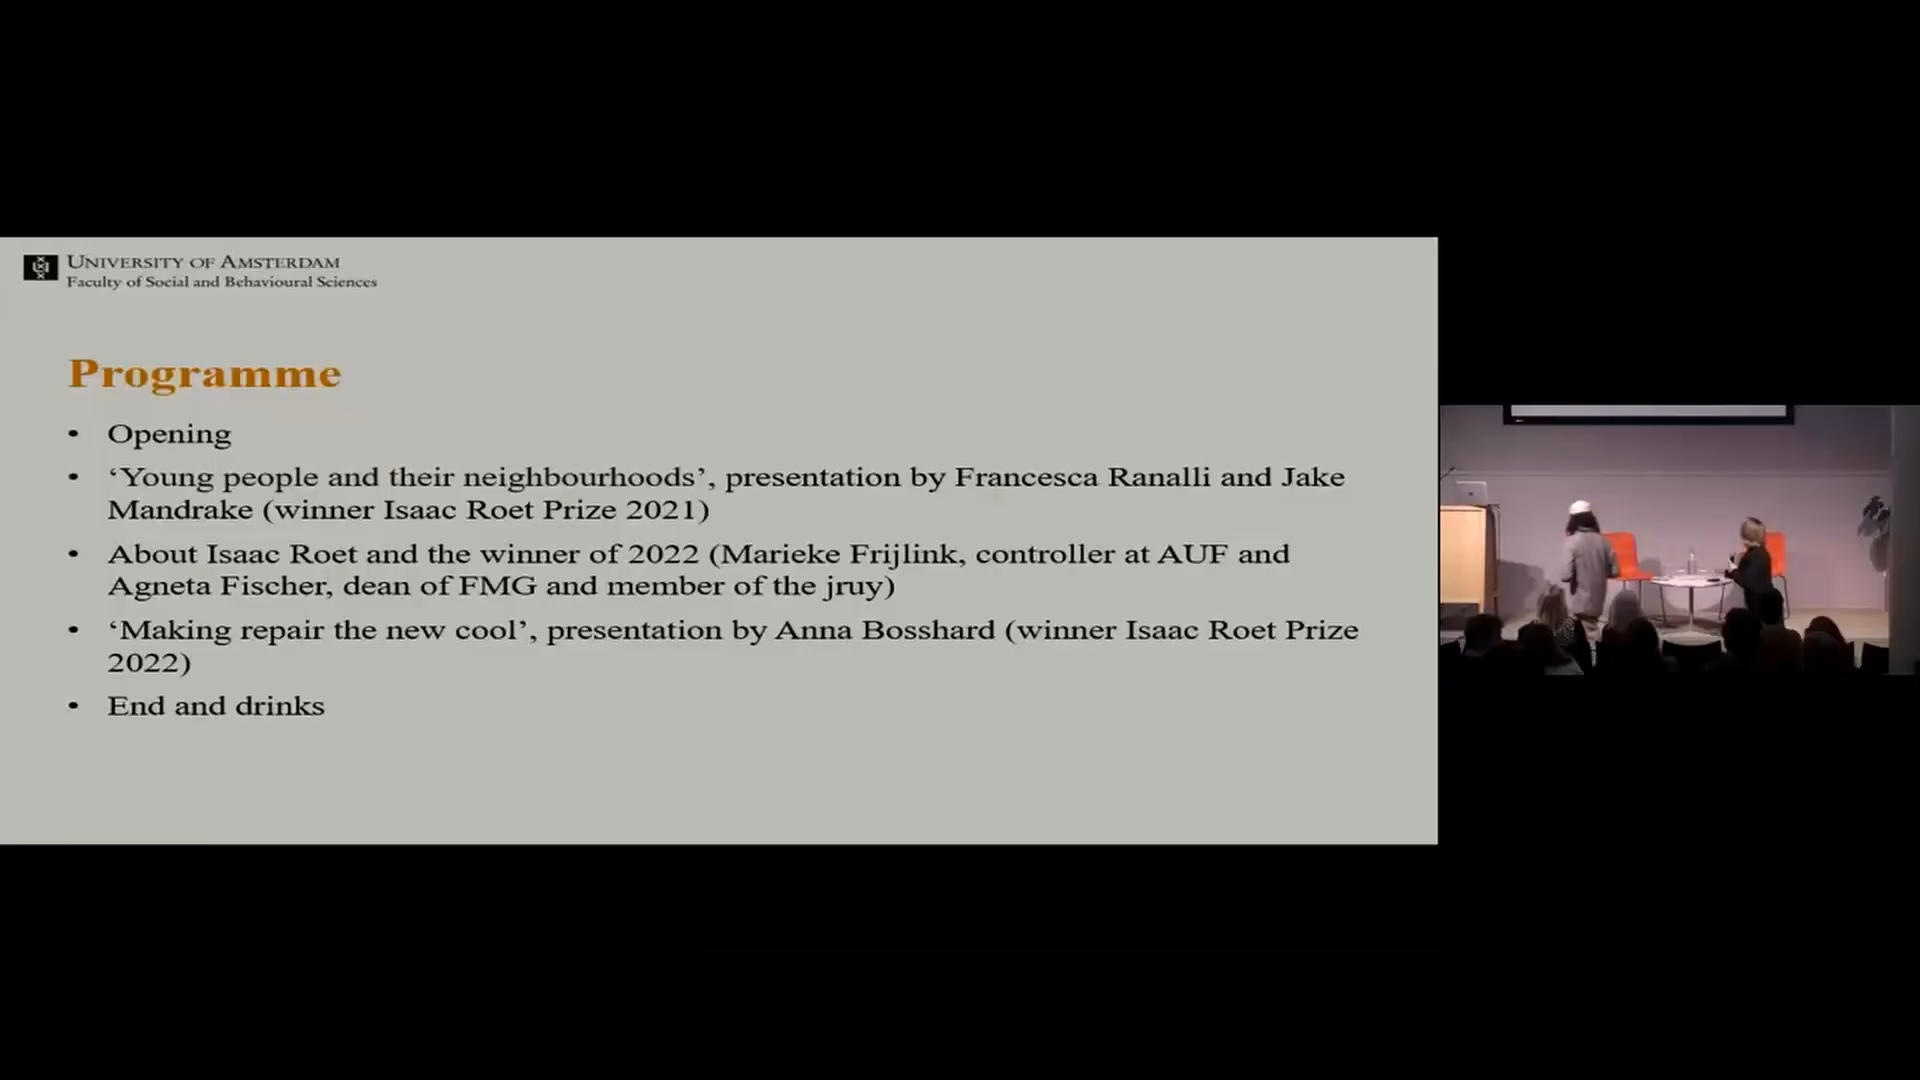 UNIVERSITY OF AMSTERDAM
Faculty of Social and Behavioural Sciences
Programme
• Opening
• ‘Young people and their neighbourhoods’, presentation by Francesca Ranalli and Jake
Mandrake (winner Isaac Roet Prize 2021)
• About Isaac Roet and the winner of 2022 (Marieke Frijlink, controller at AUF and
Agneta Fischer, dean of FMG and member of the jruy)
• ‘Making repair the new cool’, presentation by Anna Bosshard (winner Isaac Roet Prize
2022)
• End and drinks